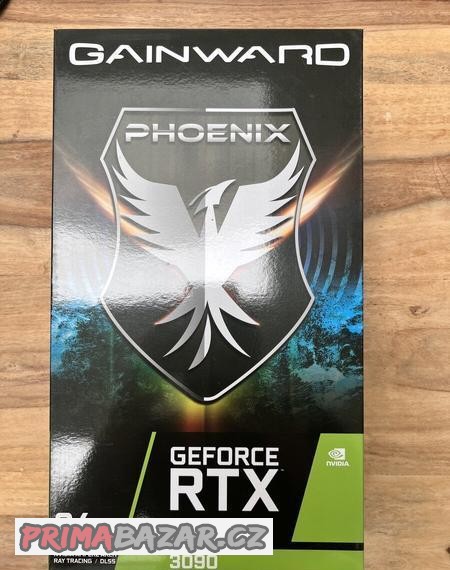 GAINWARD
PHOENIX
GEFORCE
RTX
NVIDIA
PRIMABAZAR.CZ
RAY TRACING / DLSS
3090